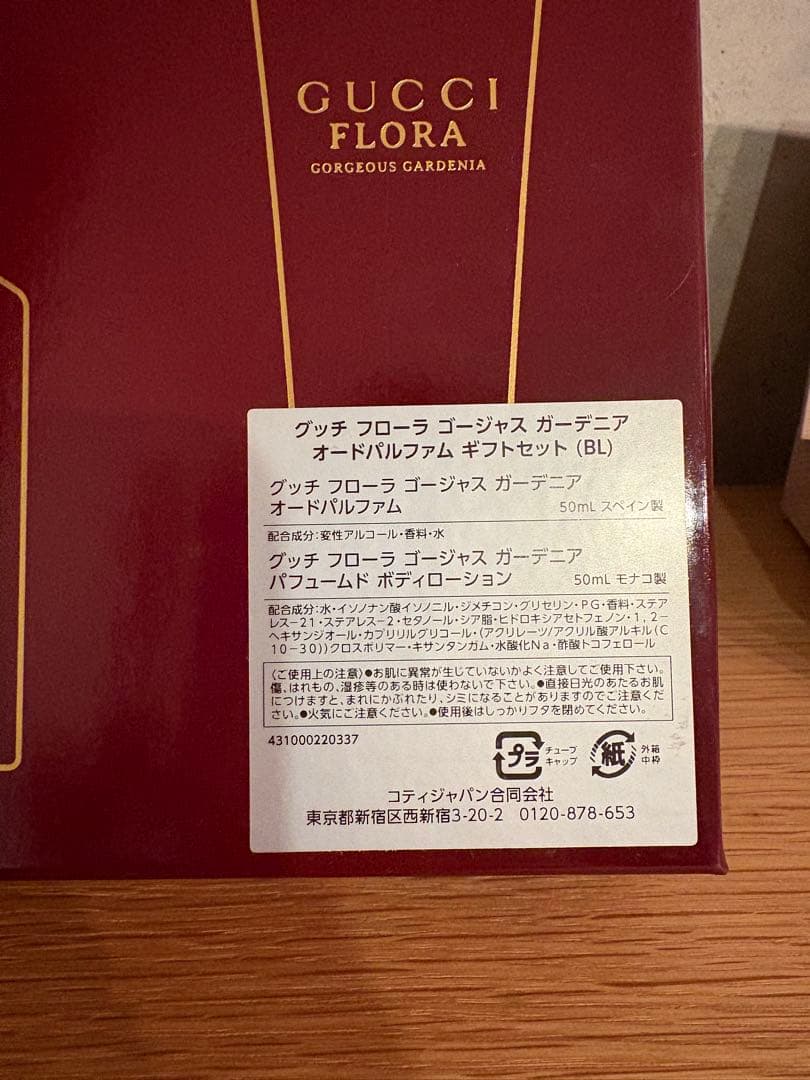 GUCCI
FLORA
GORGEOUS GARDENIA
グッチ フローラ ゴージャス ガーデニア
オードパルファム ギフトセット (BL)
グッチ フローラ ゴージャス ガーデニア
オードパルファム 50mL スペイン製
配合成分:変性アルコール・香料・水
グッチ フローラ ゴージャス ガーデニア
パフュームド ボディローション 50mL モナコ製
配合成分:水・イソノナン酸イソノニル・ジメチコン・グリセリン・PG・香料・ステア
レス-21・ステアレス-2・セタノール・シア脂・ヒドロキシアセトフェノン・1,2-
ヘキサンジオール・カプリリルグリコール・(アクリレーツ/アクリル酸アルキル(C
10-30))クロスポリマー・キサンタンガム・水酸化Na・酢酸トコフェロール
〈ご使用上の注意〉●お肌に異常が生じていないかよく注意してご使用下さい。
傷、はれもの、湿疹等のある時は使わないで下さい。●直接日光のあたるお肌
につけますと、まれにかぶれたり、シミになることがありますのでご注意くだ
さい。●火気にご注意ください。●使用後はしっかりフタを閉めてください。
431000220337
プラ チューブ キャップ 紙 外箱 中枠
コティジャパン合同会社
東京都新宿区西新宿3-20-2 0120-878-653